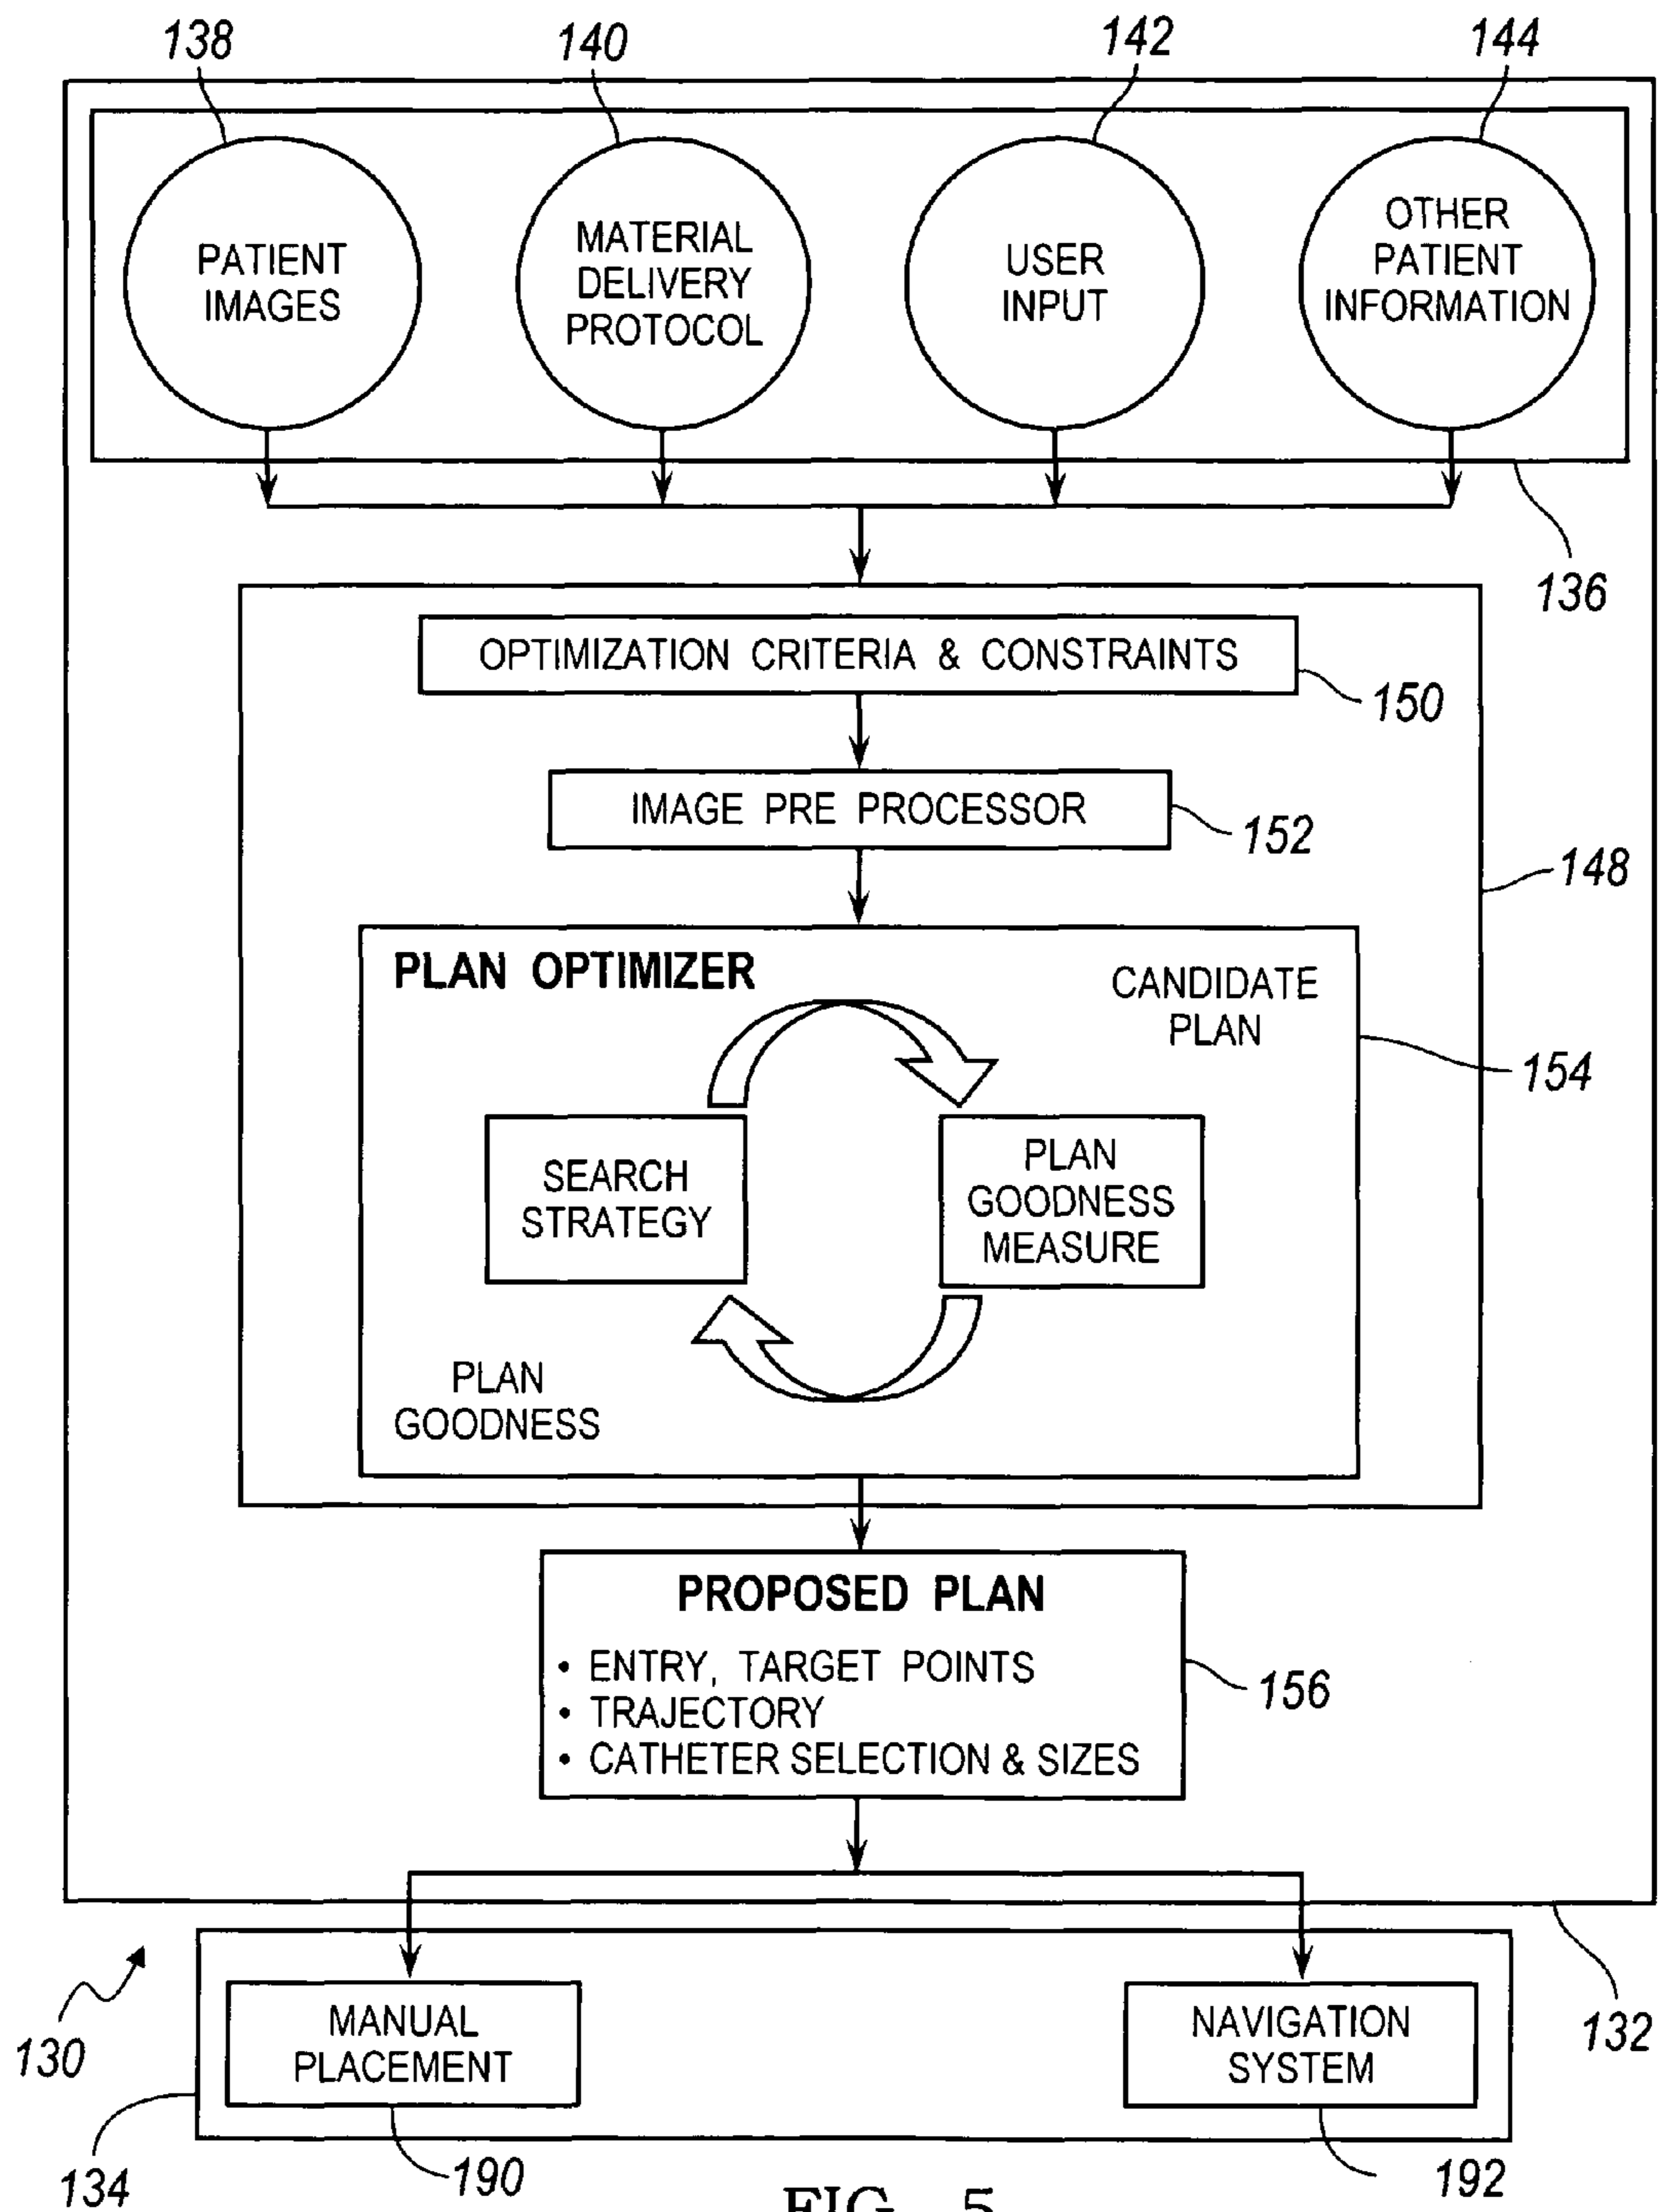 138
140
142
144
PATIENT
IMAGES
MATERIAL
DELIVERY
PROTOCOL
USER
INPUT
OTHER
PATIENT
INFORMATION
136
OPTIMIZATION CRITERIA & CONSTRAINTS
150
IMAGE PRE PROCESSOR
152
148
PLAN OPTIMIZER
CANDIDATE
PLAN
154
SEARCH
STRATEGY
PLAN
GOODNESS
MEASURE
PLAN
GOODNESS
PROPOSED PLAN
• ENTRY, TARGET POINTS
• TRAJECTORY
• CATHETER SELECTION & SIZES
156
130
MANUAL
PLACEMENT
NAVIGATION
SYSTEM
132
134
190
192
FIG. 5